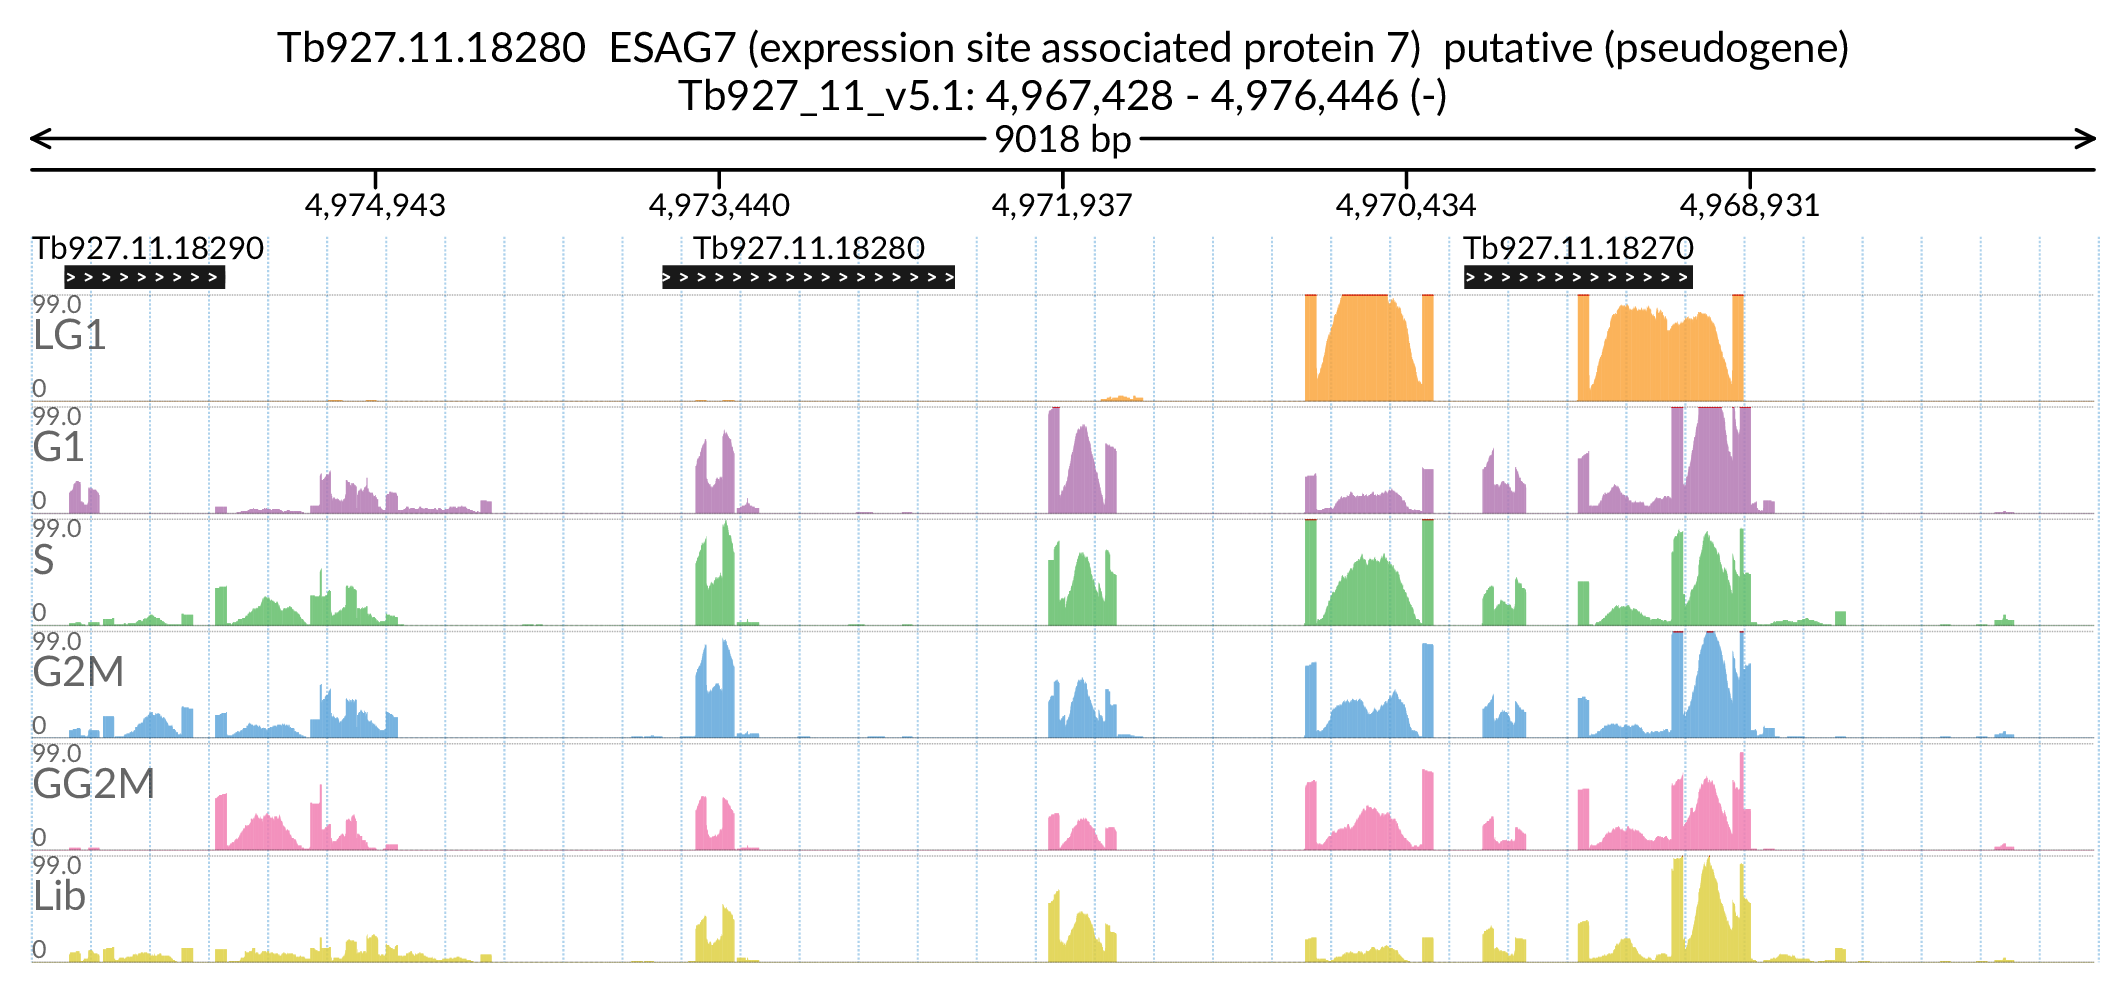 Tb927.11.18280 ESAG7 (expression site associated protein 7) putative (pseudogene)
Tb927_11_v5.1: 4,967,428 - 4,976,446 (-)
9018 bp
4,974,943 4,973,440 4,971,937 4,970,434 4,968,931
Tb927.11.18290 Tb927.11.18280 Tb927.11.18270
99.0
LG1
0
99.0
G1
0
99.0
S
0
99.0
G2M
0
99.0
GG2M
0
99.0
Lib
0